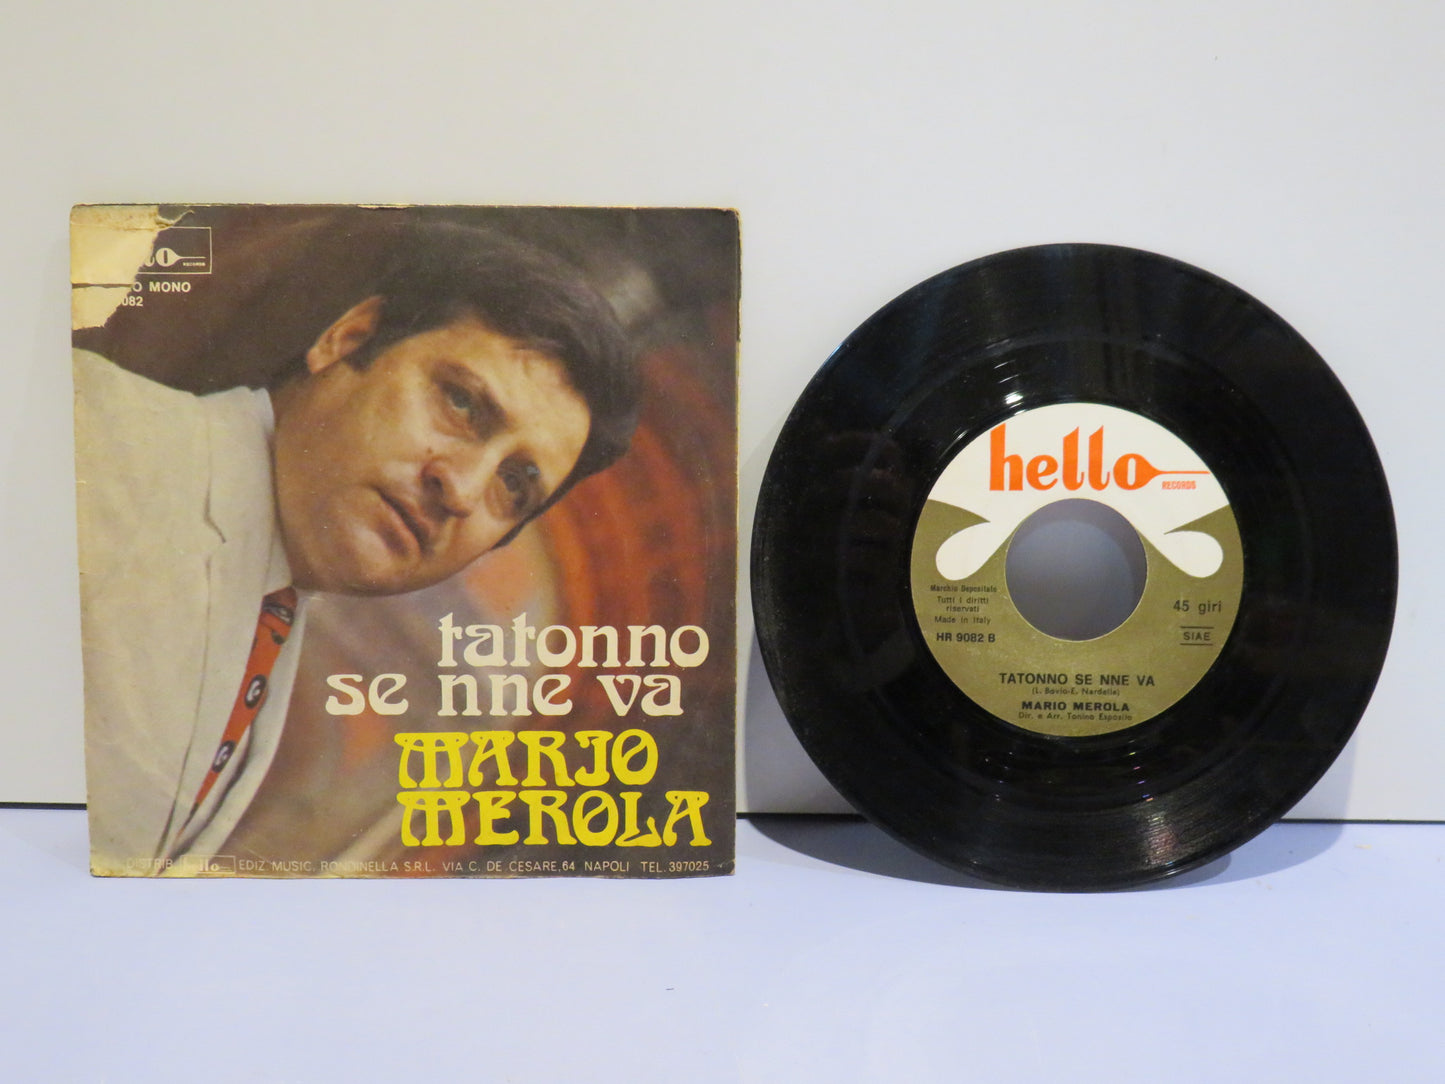 RECORDS
MONO
082
tatonno
se nne va
MARIO
MEROLA
DISTRIB. hello EDIZ. MUSIC. RONDINELLA S.R.L. VIA C. DE CESARE, 64 NAPOLI TEL. 397025
hello
RECORDS
Marchio Depositato
Tutti i diritti
riservati
Made in Italy
HR 9082 B
45 giri
SIAE
TATONNO SE NNE VA
(L. Bovio-E. Nardella)
MARIO MEROLA
Dir. e Arr. Tonino Esposito